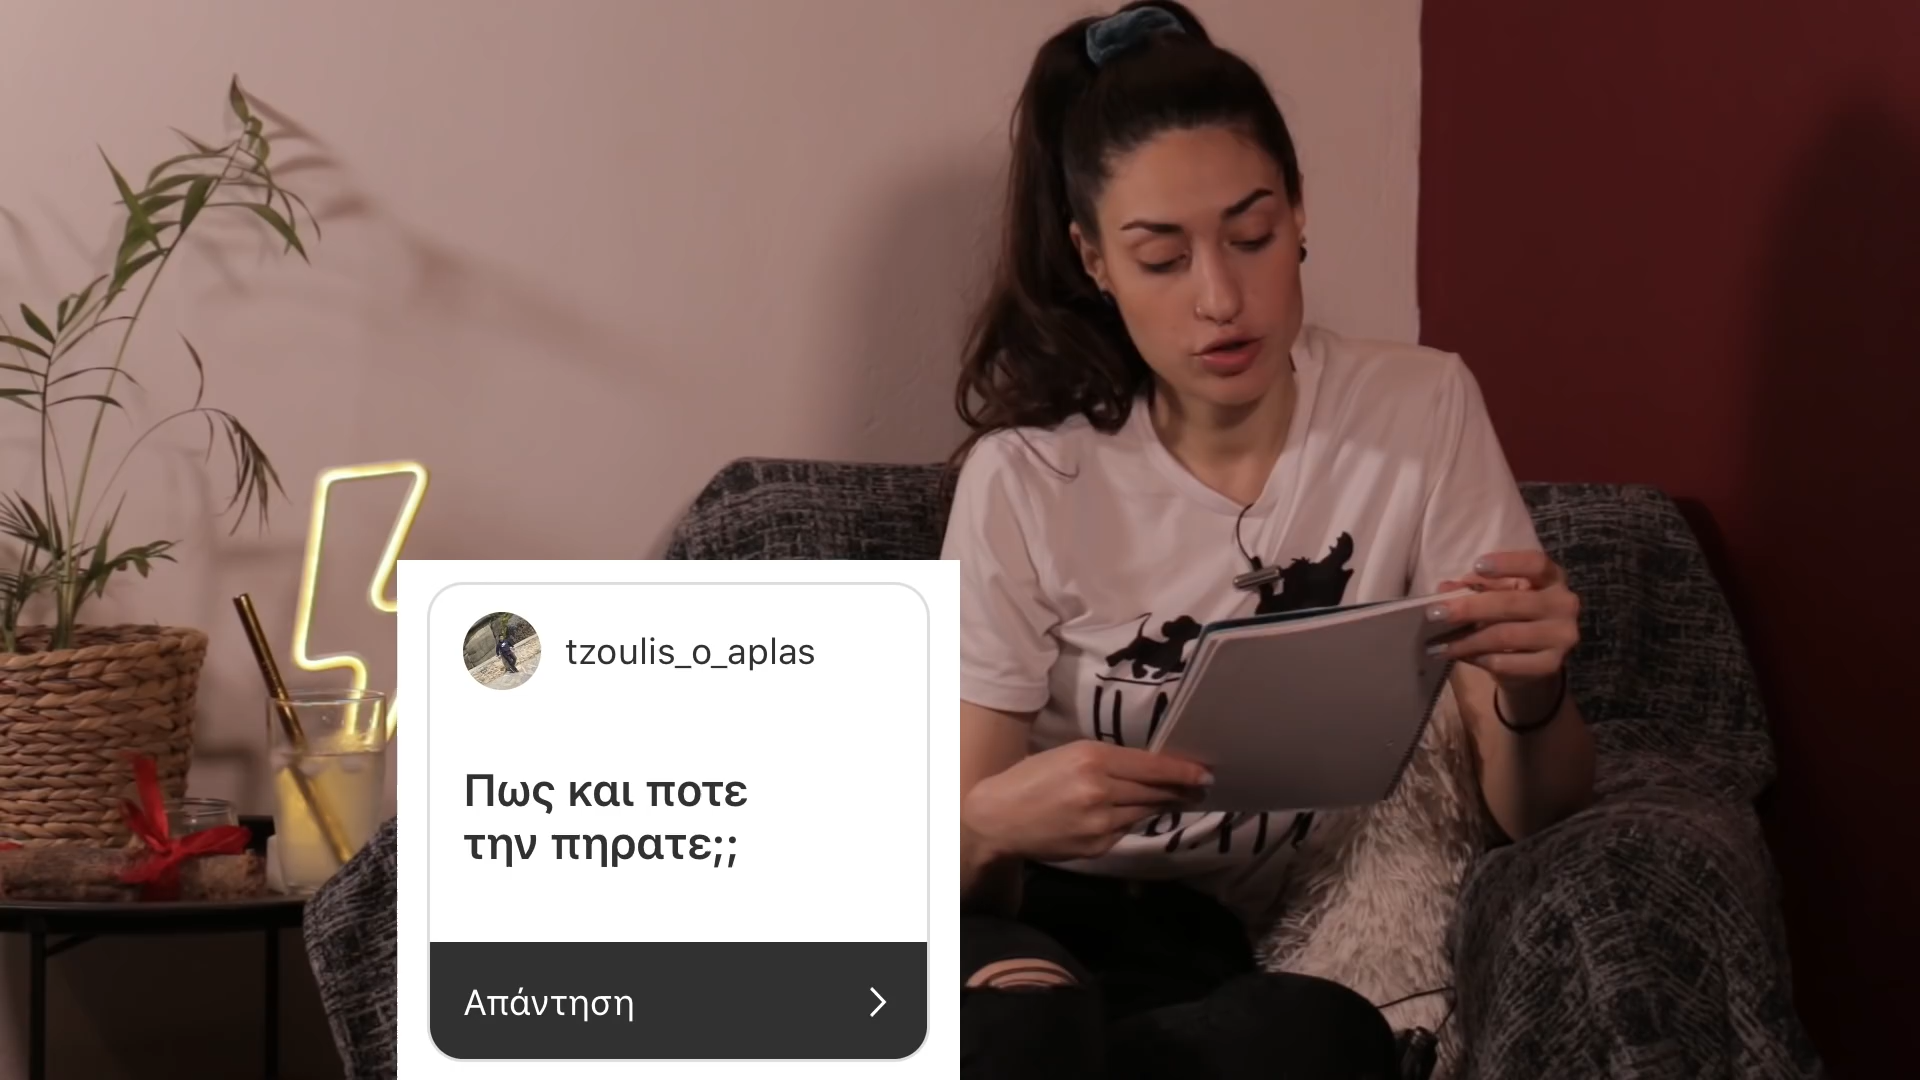 tzoulis_o_aplas
Πως και ποτε
την πηρατε;;
Απάντηση